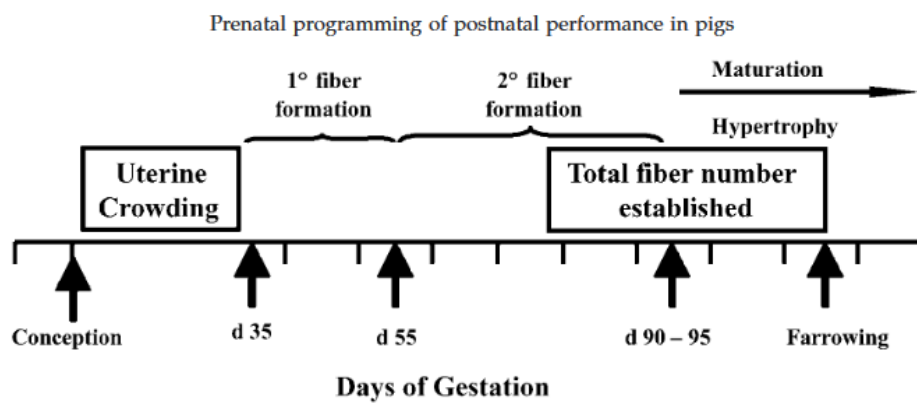 Prenatal programming of postnatal performance in pigs
1° fiber
formation
2° fiber
formation
Maturation
Hypertrophy
Uterine
Crowding
Total fiber number
established
Conception
d 35
d 55
d 90 – 95
Farrowing
Days of Gestation